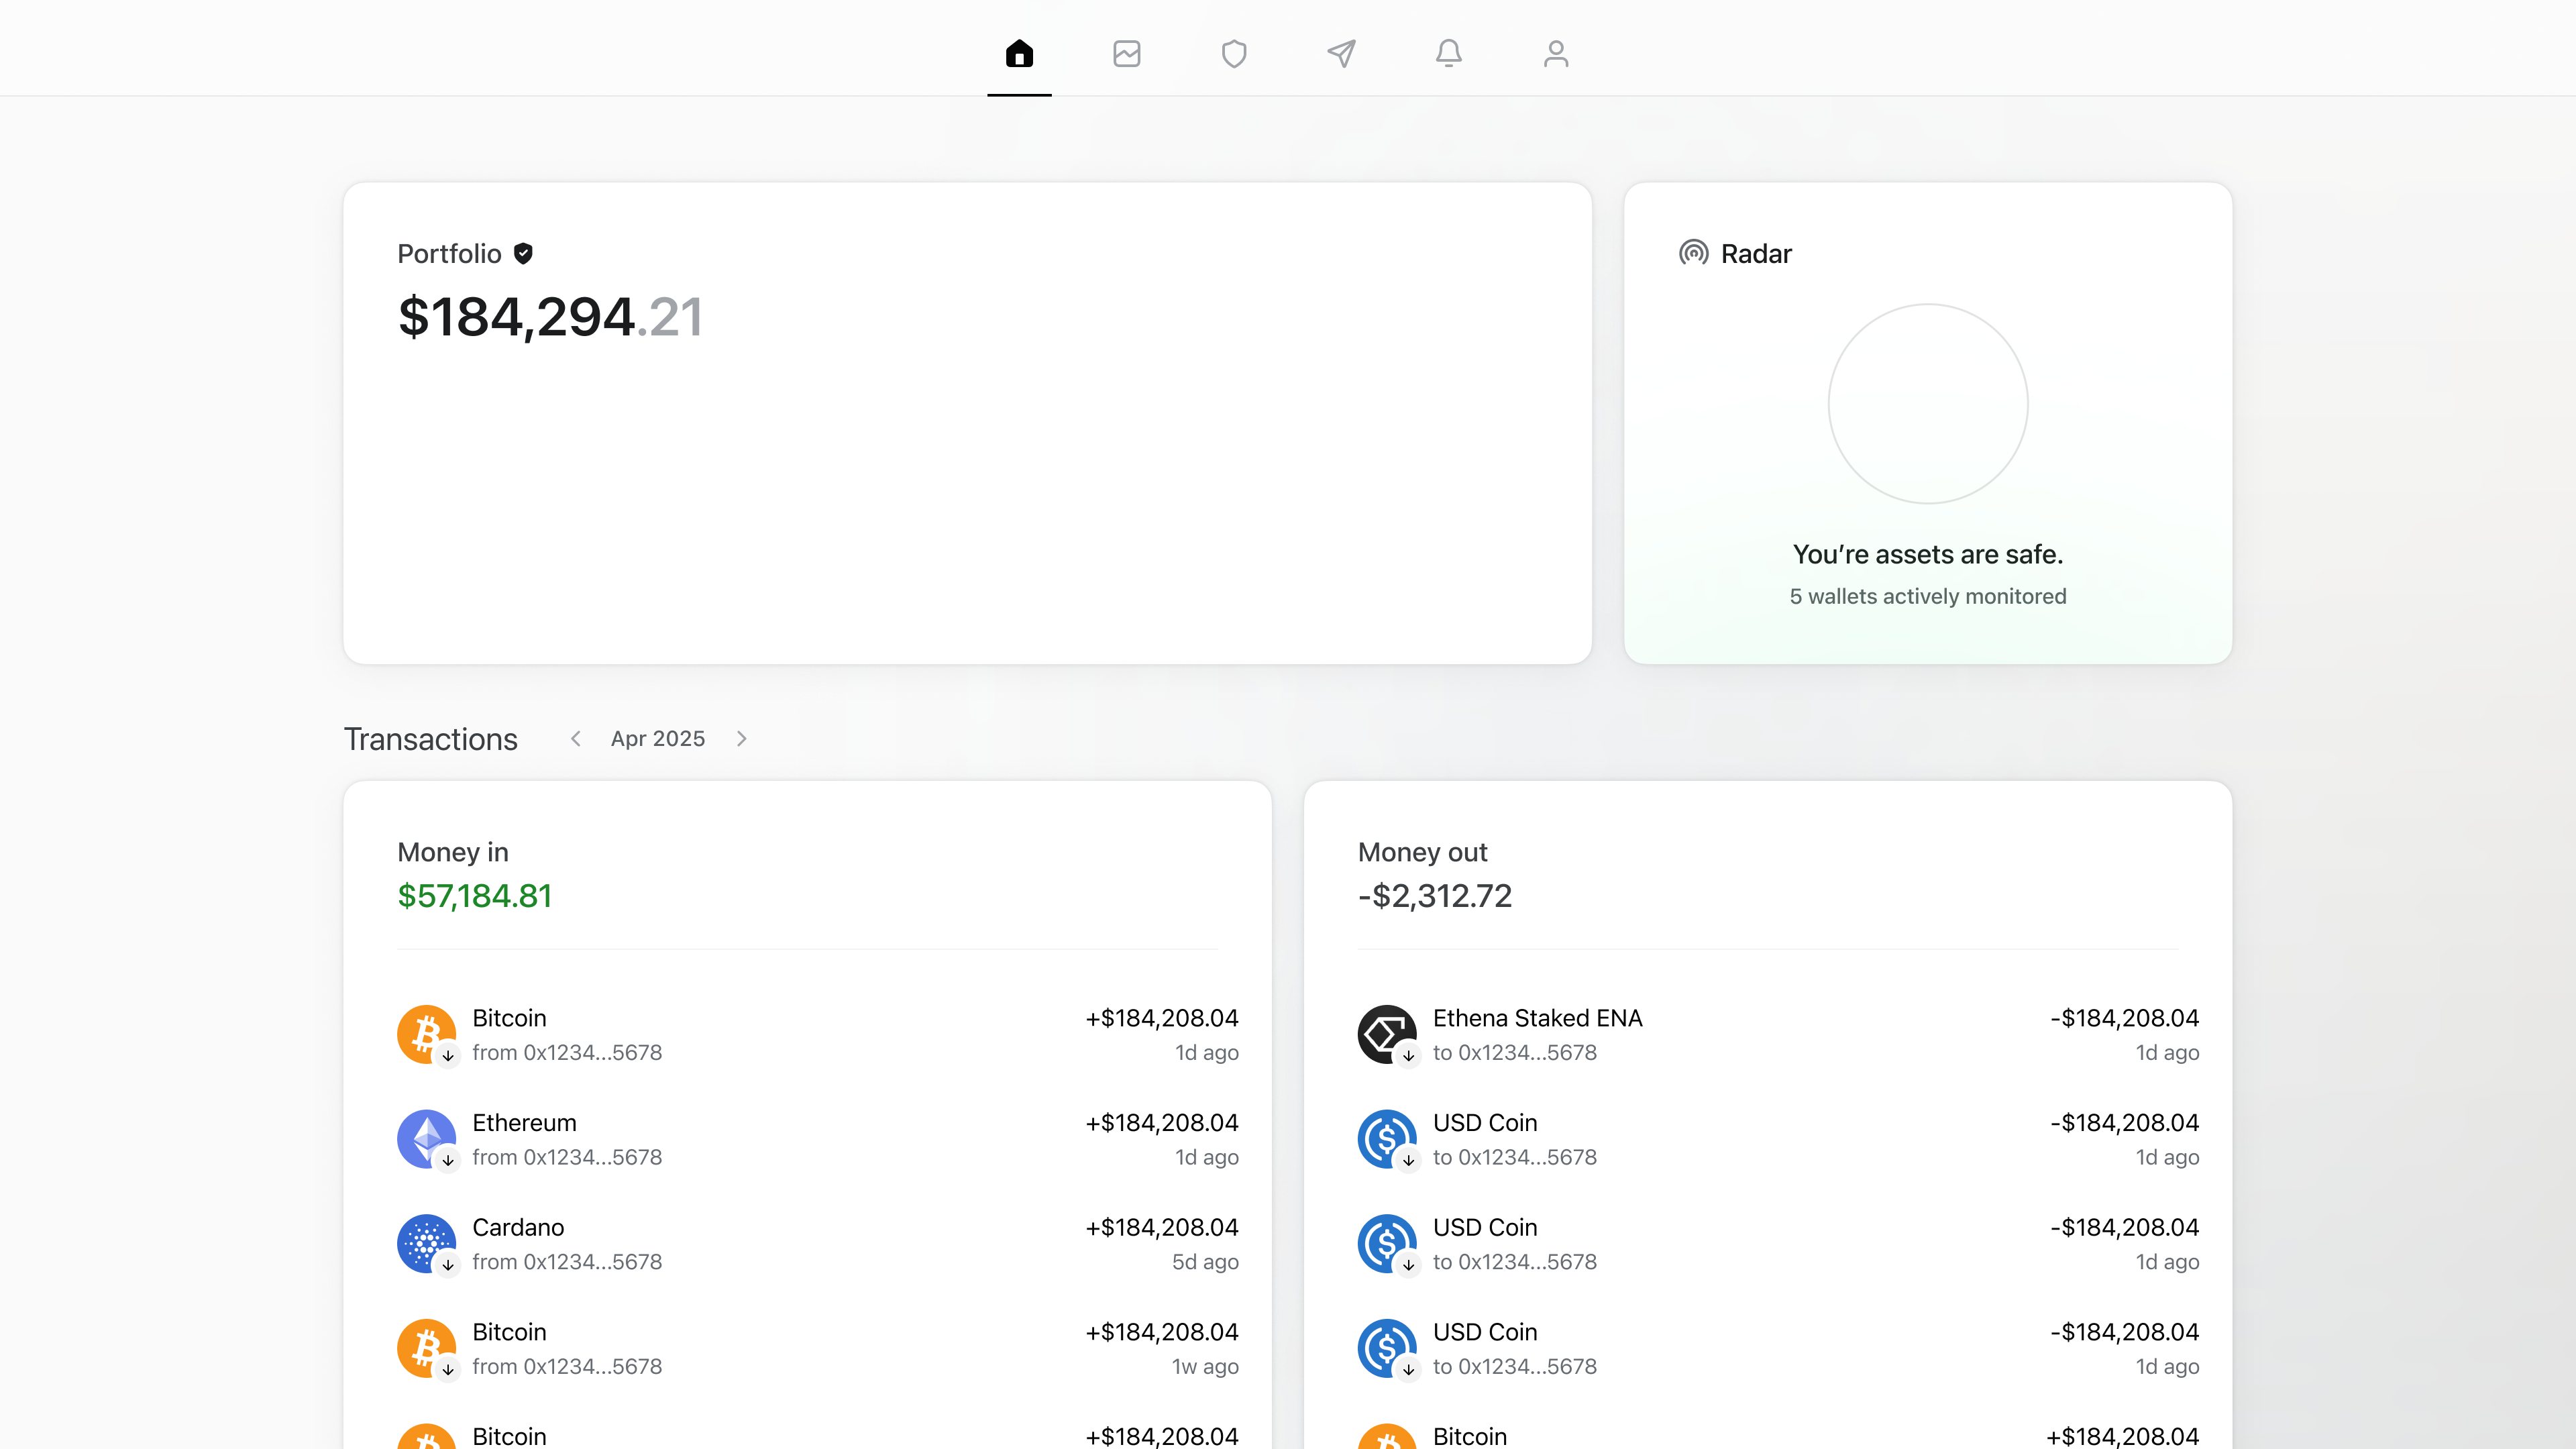 Portfolio
$184,294.21
Radar
You’re assets are safe.
5 wallets actively monitored
Transactions
Apr 2025
Money in
$57,184.81
Bitcoin
+$184,208.04
from 0x1234...5678
1d ago
Ethereum
+$184,208.04
from 0x1234...5678
1d ago
Cardano
+$184,208.04
from 0x1234...5678
5d ago
Bitcoin
+$184,208.04
from 0x1234...5678
1w ago
Bitcoin
+$184,208.04
Money out
-$2,312.72
Ethena Staked ENA
-$184,208.04
to 0x1234...5678
1d ago
USD Coin
-$184,208.04
to 0x1234...5678
1d ago
USD Coin
-$184,208.04
to 0x1234...5678
1d ago
USD Coin
-$184,208.04
to 0x1234...5678
1d ago
Bitcoin
+$184,208.04